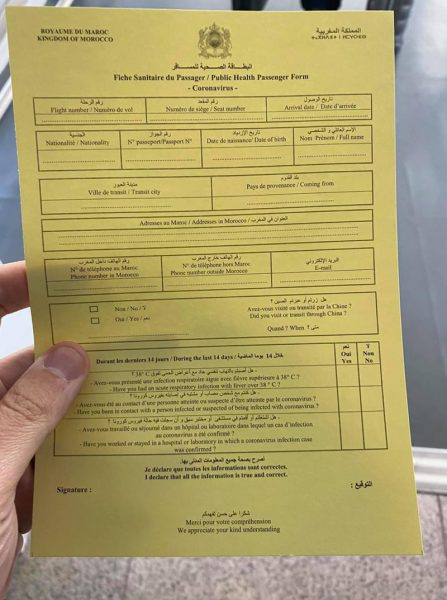 ROYAUME DU MAROC
KINGDOM OF MOROCCO
المملكة المغربية
البطاقة الصحية للمسافر
Fiche Sanitaire du Passager / Public Health Passenger Form
- Coronavirus -
رقم الرحلة
Flight number / Numéro de vol
رقم المقعد
Numéro de siège / Seat number
تاريخ الوصول
Arrival date / Date d'arrivée
الجنسية
Nationalité / Nationality
رقم الجواز
N° passeport/Passport N°
تاريخ الإزدياد
Date de naissance/ Date of birth
الإسم العائلي و الشخصي
Nom Prénom / Full name
مدينة العبور
Ville de transit / Transit city
بلد القدوم
Pays de provenance / Coming from
العنوان في المغرب / Adresses au Maroc / Addresses in Morocco
رقم الهاتف داخل المغرب
N° de téléphone au Maroc
Phone number in Morocco
رقم الهاتف خارج المغرب
N° de téléphone hors Maroc
Phone number outside Morocco
البريد الإلكتروني
E-mail
هل زرتم أو عبرتم الصين ؟
Non / No / لا
Avez-vous visité ou transité par la Chine ?
Oui / Yes / نعم
Did you visit or transit through China ?
Quand ? When ? متى ؟
Durant les derniers 14 jours / During the last 14 days / خلال 14 يوما الماضية
نعم
Oui
Yes
لا
Non
No
- Avez-vous présenté une infection respiratoire aigue avec fièvre supérieure à 38° C ?
- Have you had an acute respiratory infection with fever over 38° C ?
- Avez-vous été au contact d'une personne atteinte ou suspecte d'être atteinte par le coronavirus ?
- Have you been in contact with a person infected or suspected of being infected with coronavirus ?
- Avez-vous travaillé ou séjourné dans un hôpital ou laboratoire dans lequel un cas d'infection
au coronavirus a été confirmé ?
- Have you worked or stayed in a hospital or laboratory in which a coronavirus infection case
was confirmed ?
أصرح بصحة جميع المعلومات المدلى بها.
Je déclare que toutes les informations sont correctes.
I declare that all the information is true and correct.
Signature :
التوقيع :
شكرا على حسن تفهمكم
Merci pour votre compréhension
We appreciate your kind understanding